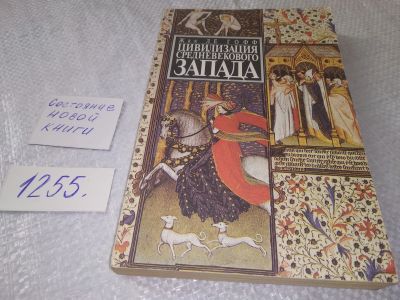 Жак ЛЕ ГОФФ
ЦИВИЛИЗАЦИЯ
СРЕДНЕВЕКОВОГО
ЗАПАДА
Состояние
НОВОЙ
книги
1255.